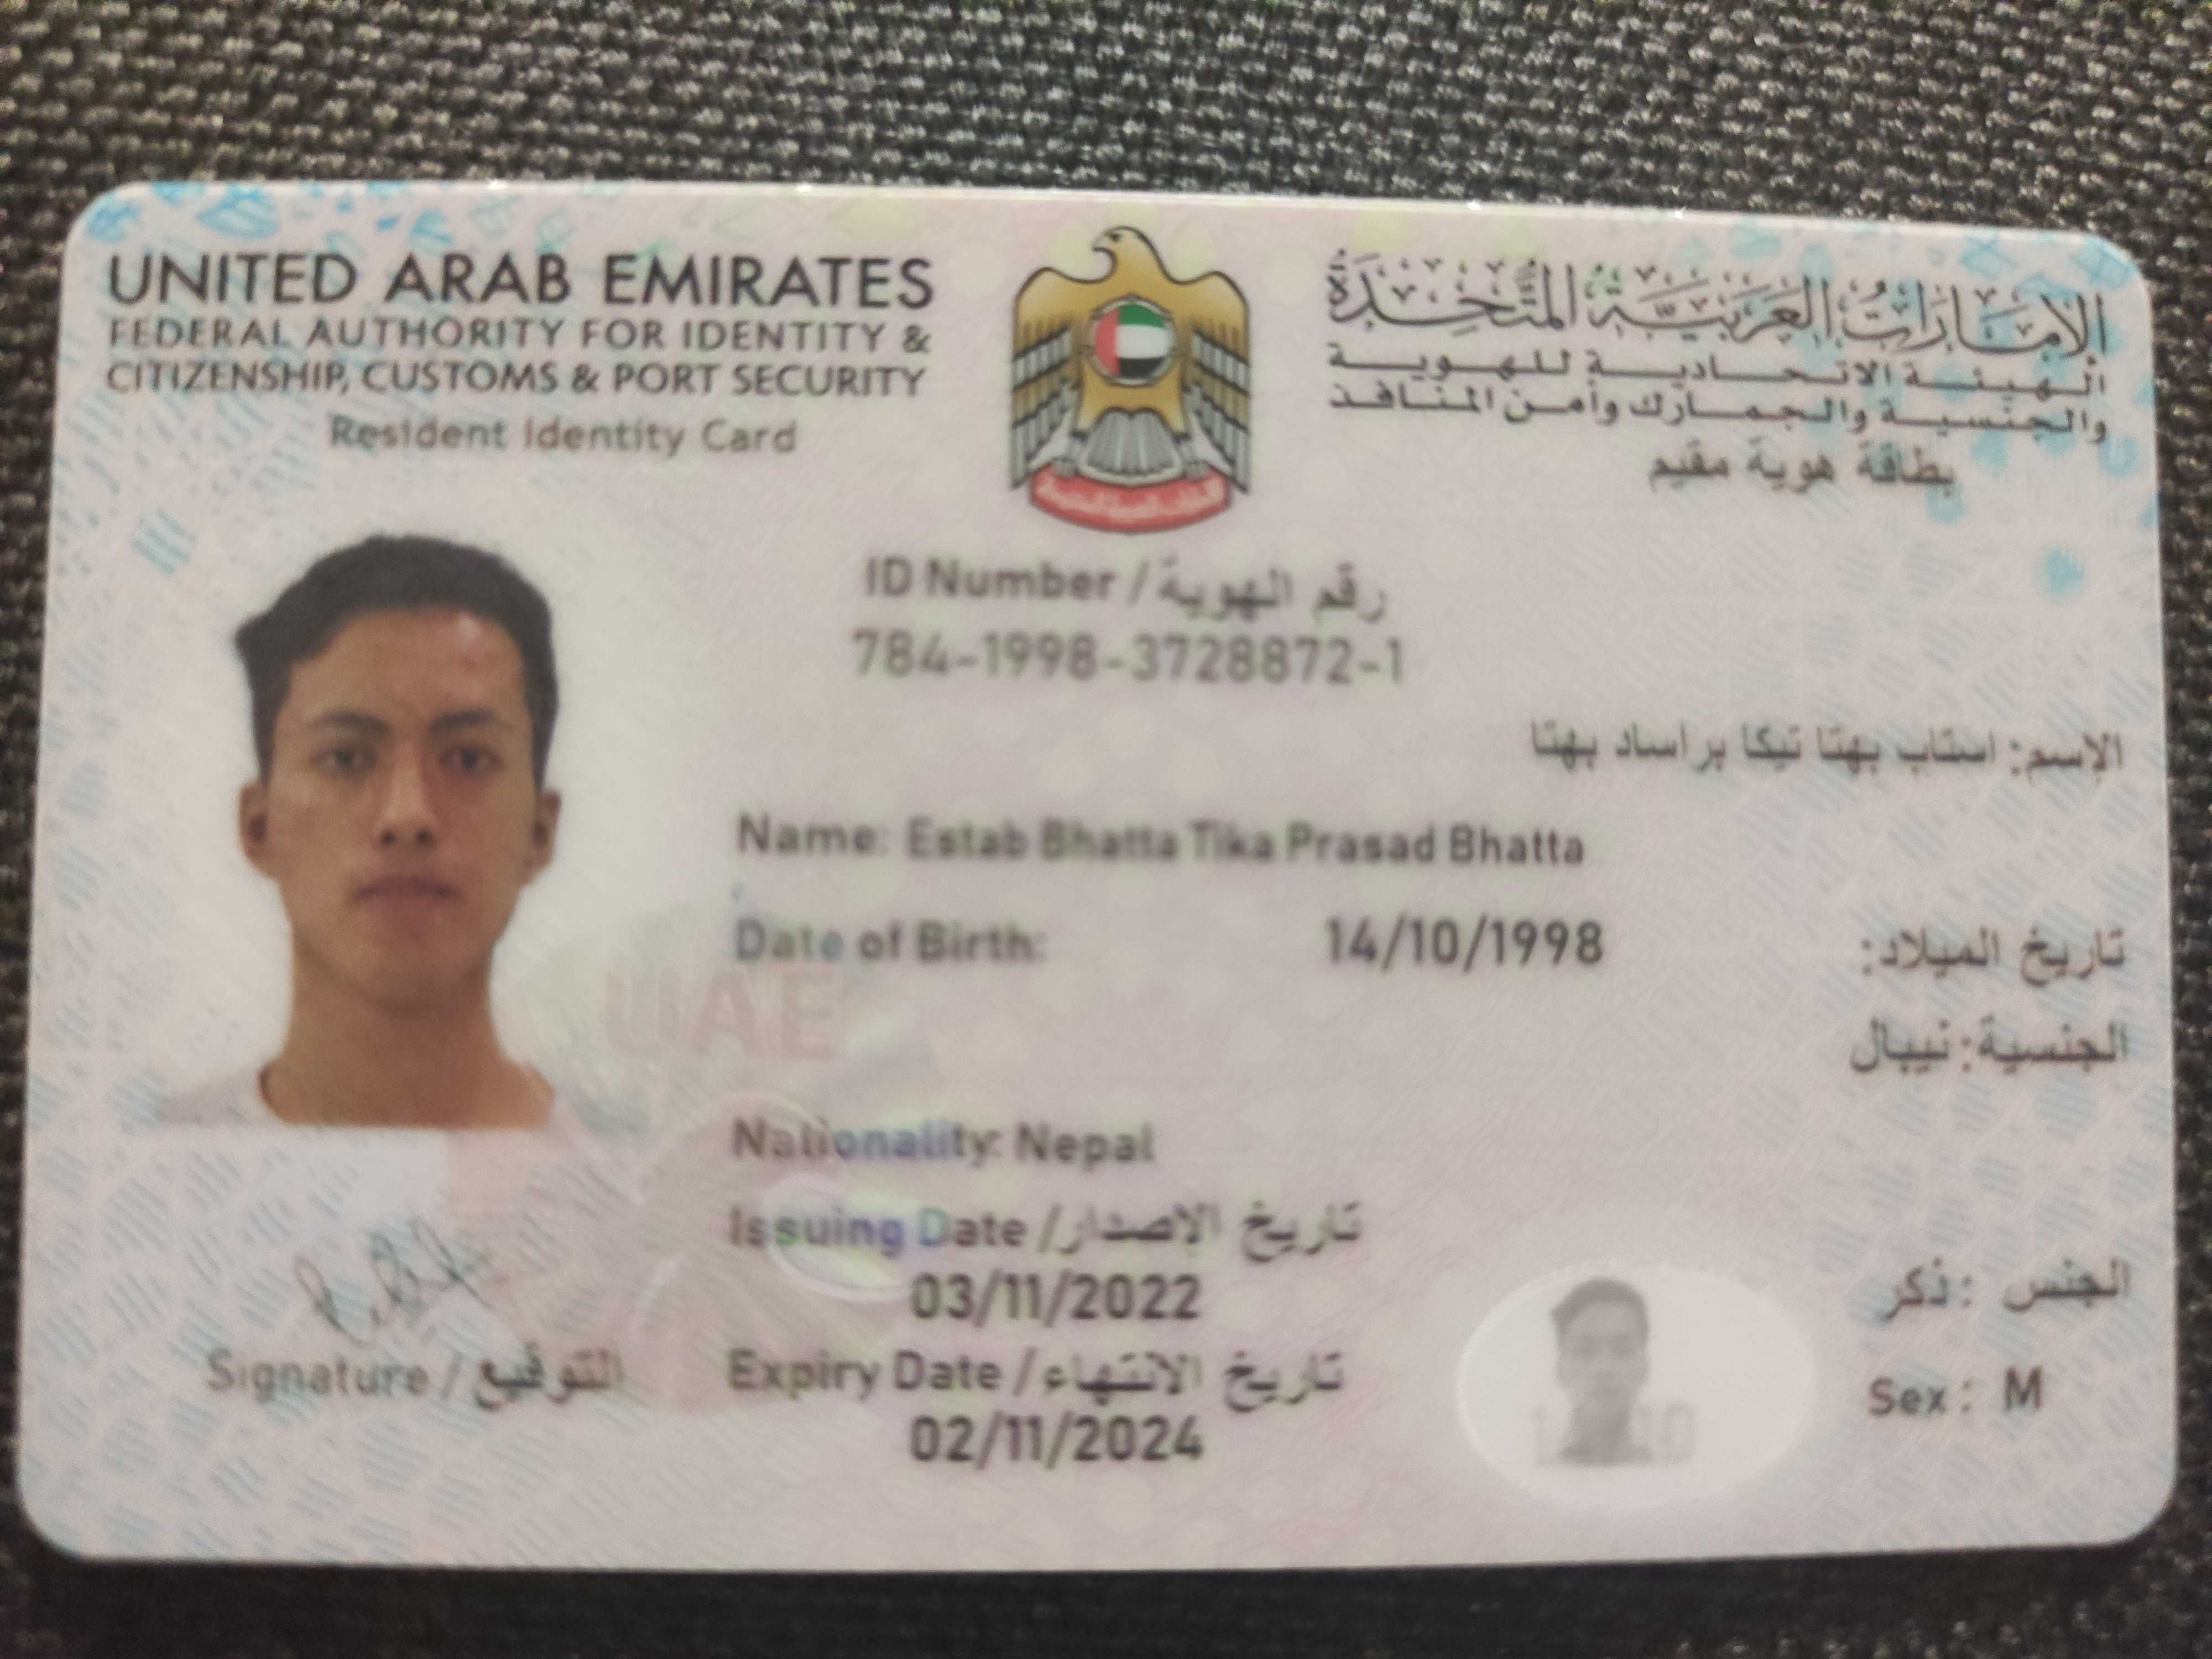 UNITED ARAB EMIRATES
FEDERAL AUTHORITY FOR IDENTITY &
CITIZENSHIP, CUSTOMS & PORT SECURITY
Resident Identity Card
الإمارات العربية المتحدة
الهيئة الاتحادية للهوية
والجنسية والجمارك وأمن المنافذ
بطاقة هوية مقيم
ID Number / رقم الهوية
784-1998-3728872-1
الإسم: استاب بهتا تيكا براساد بهتا
Name: Estab Bhatta Tika Prasad Bhatta
Date of Birth: 14/10/1998 تاريخ الميلاد:
UAE
الجنسية: نيبال
Nationality: Nepal
Issuing Date / تاريخ الإصدار
03/11/2022
الجنس : ذكر
Signature / التوقيع
Expiry Date / تاريخ الانتهاء
Sex : M
02/11/2024